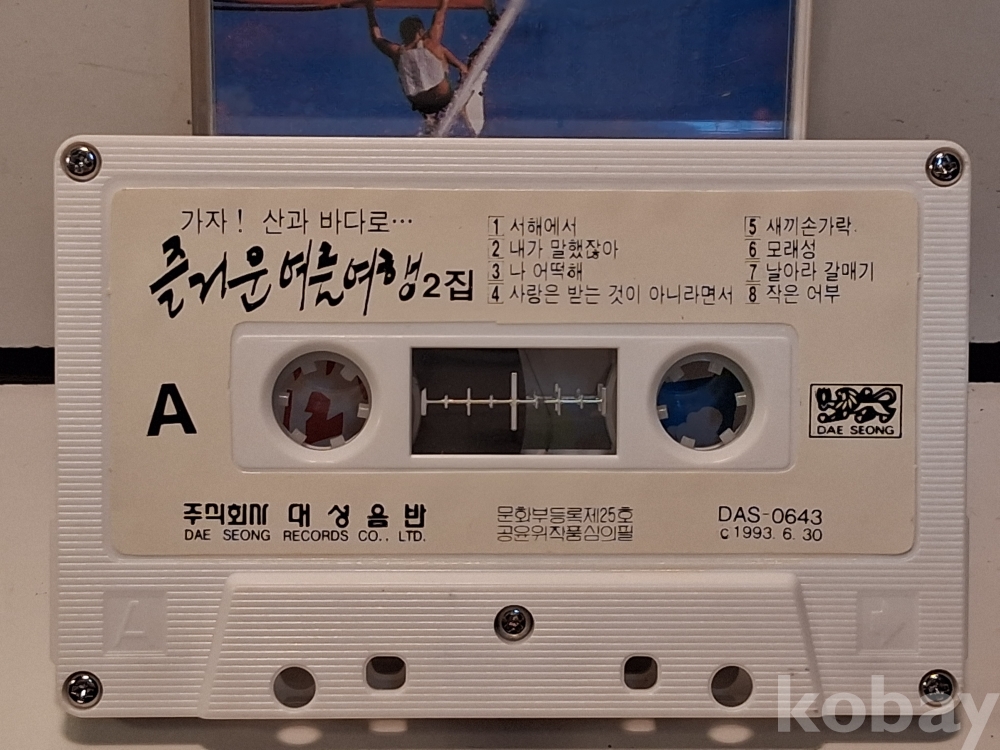 가자! 산과 바다로…
즐거운 여름여행 2집
1 서해에서
2 내가 말했잖아
3 나 어떡해
4 사랑은 받는 것이 아니라면서
5 새끼손가락
6 모래성
7 날아라 갈매기
8 작은 어부
A
DAE SEONG
주식회사 대성음반
DAE SEONG RECORDS CO., LTD.
문화부등록제25호
공윤위작품심의필
DAS-0643
C 1993. 6. 30
A
kobay